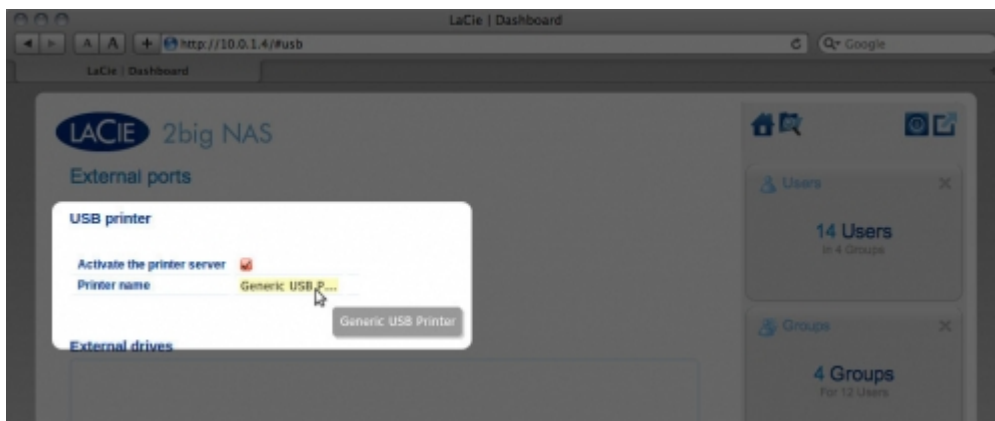 LaCie | Dashboard
A A + http://10.0.1.4/#usb
Google
LaCie | Dashboard
LACIE 2big NAS
External ports
USB printer
Activate the printer server
Printer name Generic USB P...
Generic USB Printer
External drives
Users
14 Users
In 4 Groups
Groups
4 Groups
For 12 Users